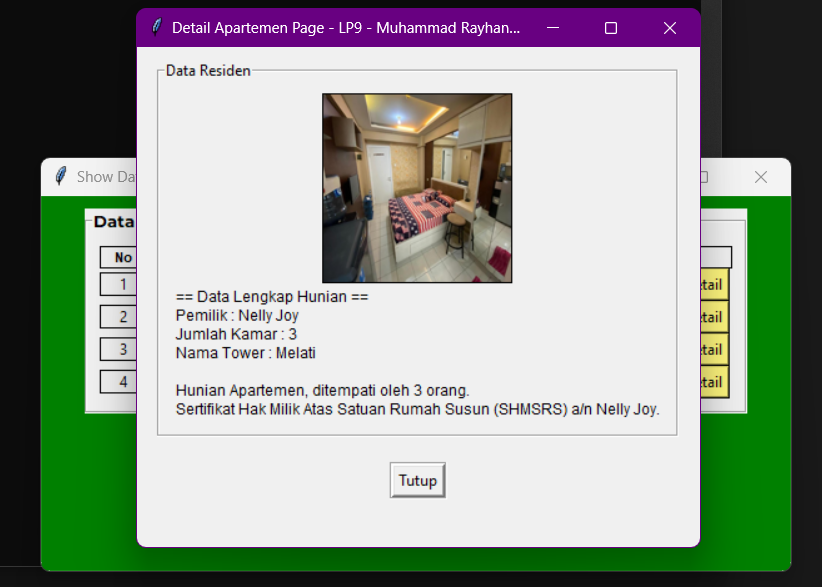 Detail Apartemen Page - LP9 - Muhammad Rayhan...
Show Da
Data Residen
Data
No
1
2
3
4
== Data Lengkap Hunian ==
Pemilik : Nelly Joy
Jumlah Kamar : 3
Nama Tower : Melati
Hunian Apartemen, ditempati oleh 3 orang.
Sertifikat Hak Milik Atas Satuan Rumah Susun (SHMSRS) a/n Nelly Joy.
Tutup
tail
tail
tail
tail